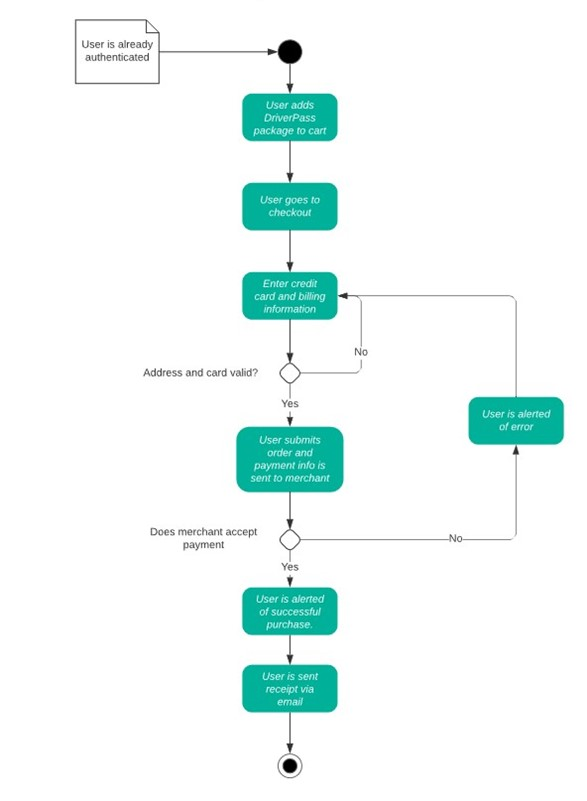 User is already
authenticated
User adds
DriverPass
package to cart
User goes to
checkout
Enter credit
card and billing
information
No
Address and card valid?
Yes
User is alerted
of error
User submits
order and
payment info is
sent to merchant
Does merchant accept
payment
No
Yes
User is alerted
of successful
purchase.
User is sent
receipt via
email